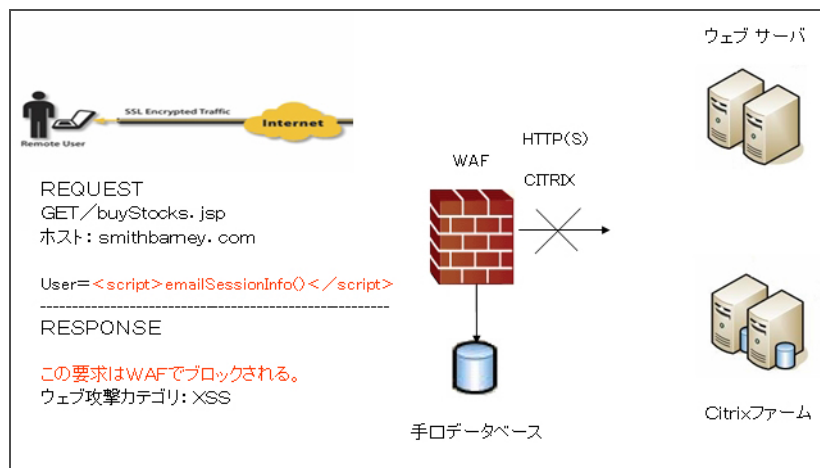 ウェブ サーバ
SSL Encrypted Traffic
Internet
Remote User
HTTP(S)
WAF
CITRIX
REQUEST
GET/buyStocks.jsp
ホスト: smithbarney.com
User=<script>emailSessionInfo()</script>
RESPONSE
この要求はWAFでブロックされる。
ウェブ攻撃カテゴリ: XSS
手口データベース
Citrixファーム